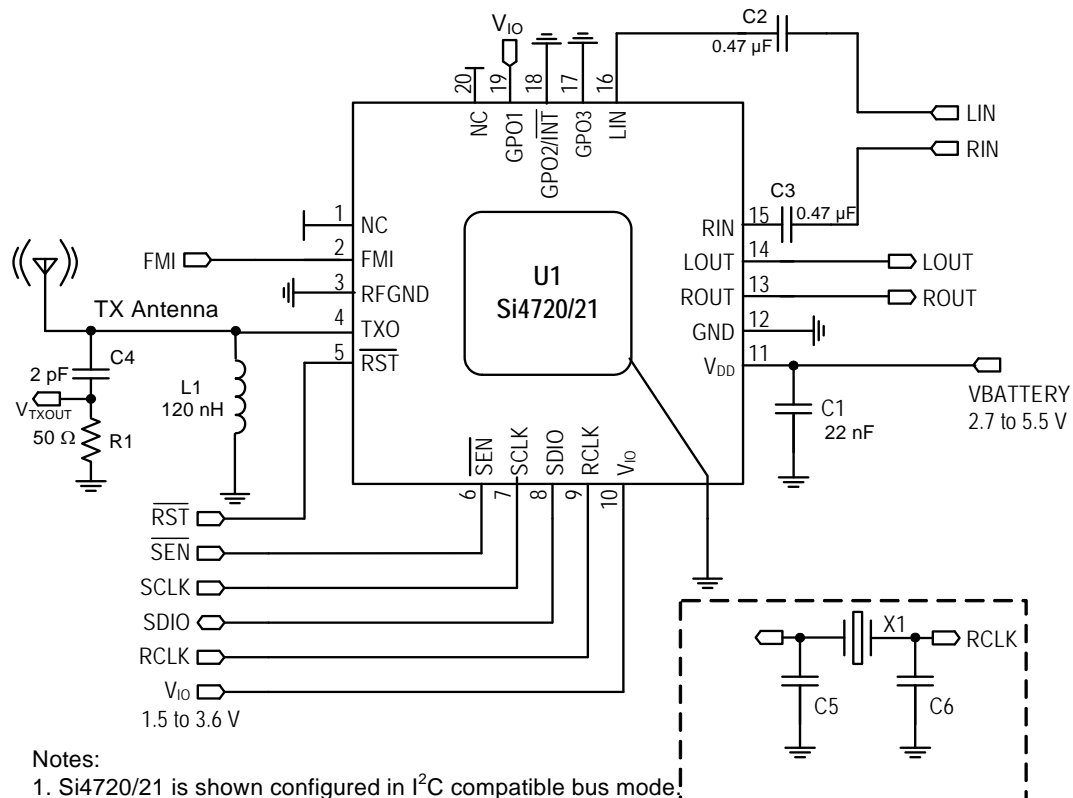 C2
0.47 µF
V_IO
20
19
18
17
16
NC
GPO1
GPO2/INT
GPO3
LIN
LIN
RIN
C3
0.47 µF
1
NC
RIN
15
FMI
2
FMI
LOUT
14
LOUT
U1
Si4720/21
3
RFGND
ROUT
13
ROUT
TX Antenna
4
TXO
GND
12
5
RST
V_DD
11
C4
2 pF
V_TXOUT
50 Ω
R1
L1
120 nH
VBATTERY
2.7 to 5.5 V
C1
22 nF
SEN
SCLK
SDIO
RCLK
V_IO
6
7
8
9
10
RST
SEN
SCLK
SDIO
RCLK
V_IO
1.5 to 3.6 V
X1
RCLK
C5
C6
Notes:
1. Si4720/21 is shown configured in I²C compatible bus mode.